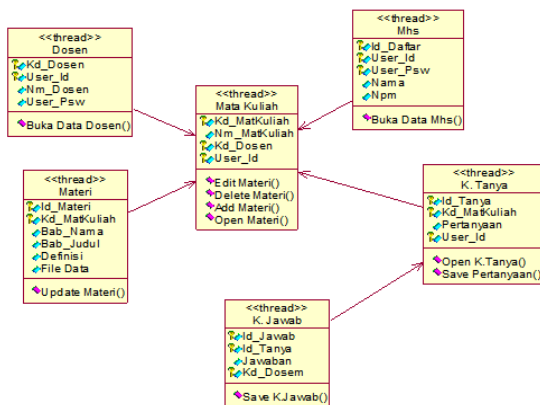 <<thread>>
Dosen
Kd_Dosen
User_Id
Nm_Dosen
User_Psw
Buka Data Dosen()
<<thread>>
Mhs
Id_Daftar
User_Id
User_Psw
Nama
Npm
Buka Data Mhs()
<<thread>>
Mata Kuliah
Kd_MatKuliah
Nm_MatKuliah
Kd_Dosen
User_Id
Edit Materi()
Delete Materi()
Add Materi()
Open Materi()
<<thread>>
Materi
Id_Materi
Kd_MatKuliah
Bab_Nama
Bab_Judul
Definisi
File Data
Update Materi()
<<thread>>
K. Tanya
Id_Tanya
Kd_MatKuliah
Pertanyaan
User_Id
Open K.Tanya()
Save Pertanyaan()
<<thread>>
K. Jawab
Id_Jawab
Id_Tanya
Jawaban
Kd_Dosem
Save K.Jawab()